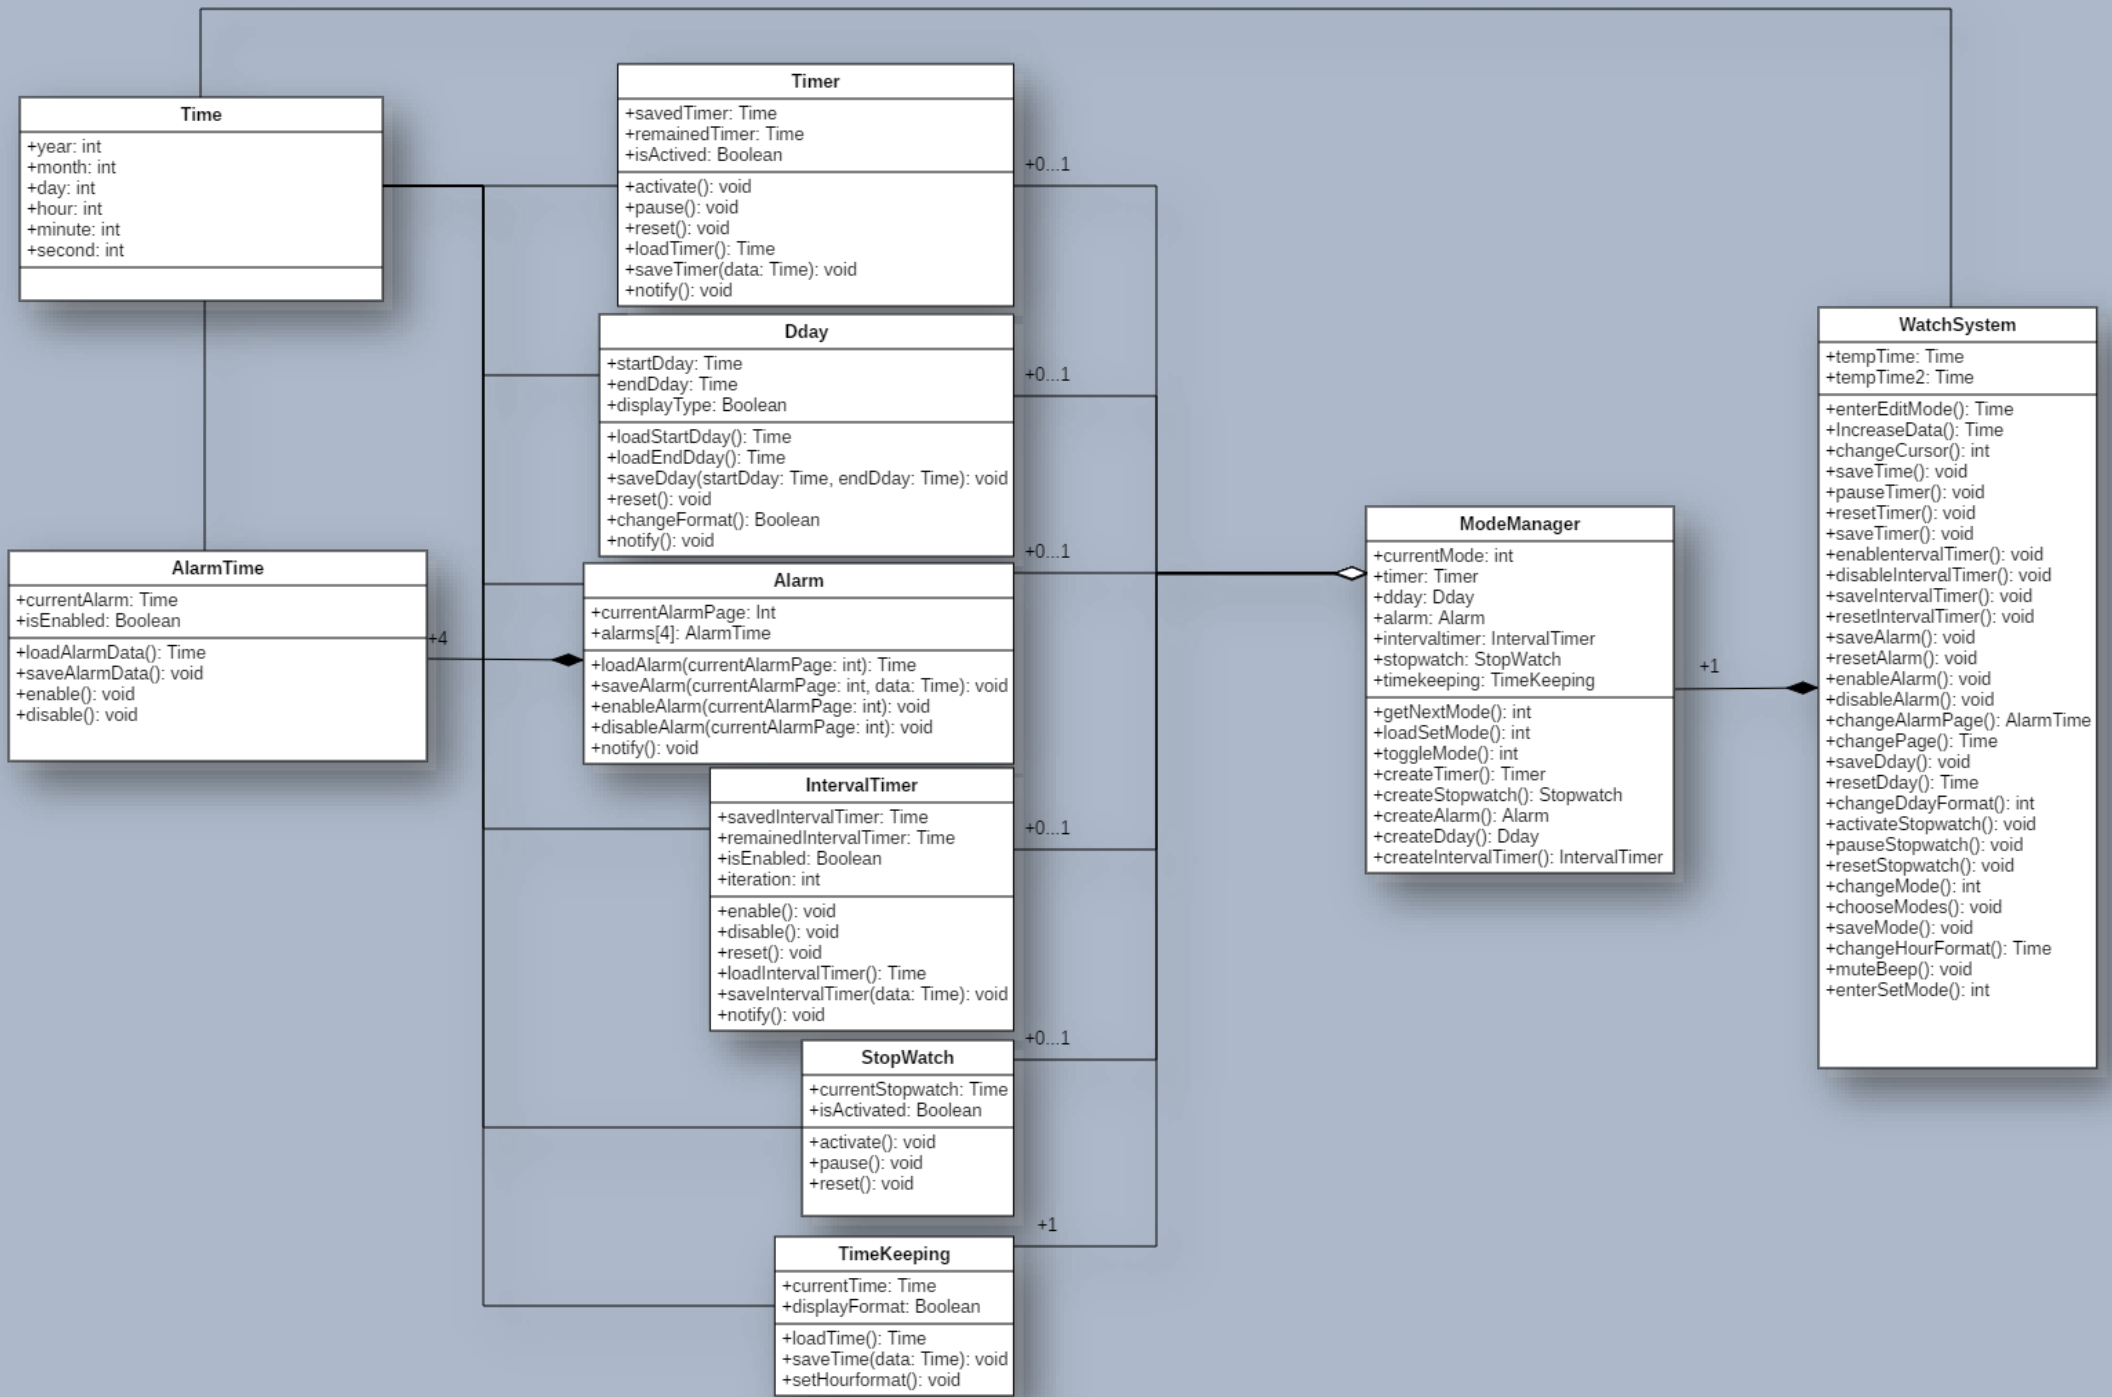 Time
+year: int
+month: int
+day: int
+hour: int
+minute: int
+second: int
AlarmTime
+currentAlarm: Time
+isEnabled: Boolean
+loadAlarmData(): Time
+saveAlarmData(): void
+enable(): void
+disable(): void
+4
Timer
+savedTimer: Time
+remainedTimer: Time
+isActived: Boolean
+activate(): void
+pause(): void
+reset(): void
+loadTimer(): Time
+saveTimer(data: Time): void
+notify(): void
+0...1
Dday
+startDday: Time
+endDday: Time
+displayType: Boolean
+loadStartDday(): Time
+loadEndDday(): Time
+saveDday(startDday: Time, endDday: Time): void
+reset(): void
+changeFormat(): Boolean
+notify(): void
+0...1
Alarm
+currentAlarmPage: Int
+alarms[4]: AlarmTime
+loadAlarm(currentAlarmPage: int): Time
+saveAlarm(currentAlarmPage: int, data: Time): void
+enableAlarm(currentAlarmPage: int): void
+disableAlarm(currentAlarmPage: int): void
+notify(): void
+0...1
IntervalTimer
+savedIntervalTimer: Time
+remainedIntervalTimer: Time
+isEnabled: Boolean
+iteration: int
+enable(): void
+disable(): void
+reset(): void
+loadIntervalTimer(): Time
+saveIntervalTimer(data: Time): void
+notify(): void
+0...1
StopWatch
+currentStopwatch: Time
+isActivated: Boolean
+activate(): void
+pause(): void
+reset(): void
+0...1
TimeKeeping
+currentTime: Time
+displayFormat: Boolean
+loadTime(): Time
+saveTime(data: Time): void
+setHourformat(): void
+1
ModeManager
+currentMode: int
+timer: Timer
+dday: Dday
+alarm: Alarm
+intervaltimer: IntervalTimer
+stopwatch: StopWatch
+timekeeping: TimeKeeping
+getNextMode(): int
+loadSetMode(): int
+toggleMode(): int
+createTimer(): Timer
+createStopwatch(): Stopwatch
+createAlarm(): Alarm
+createDday(): Dday
+createIntervalTimer(): IntervalTimer
+1
WatchSystem
+tempTime: Time
+tempTime2: Time
+enterEditMode(): Time
+IncreaseData(): Time
+changeCursor(): int
+saveTime(): void
+pauseTimer(): void
+resetTimer(): void
+saveTimer(): void
+enablentervalTimer(): void
+disableIntervalTimer(): void
+saveIntervalTimer(): void
+resetIntervalTimer(): void
+saveAlarm(): void
+resetAlarm(): void
+enableAlarm(): void
+disableAlarm(): void
+changeAlarmPage(): AlarmTime
+changePage(): Time
+saveDday(): void
+resetDday(): Time
+changeDdayFormat(): int
+activateStopwatch(): void
+pauseStopwatch(): void
+resetStopwatch(): void
+changeMode(): int
+chooseModes(): void
+saveMode(): void
+changeHourFormat(): Time
+muteBeep(): void
+enterSetMode(): int